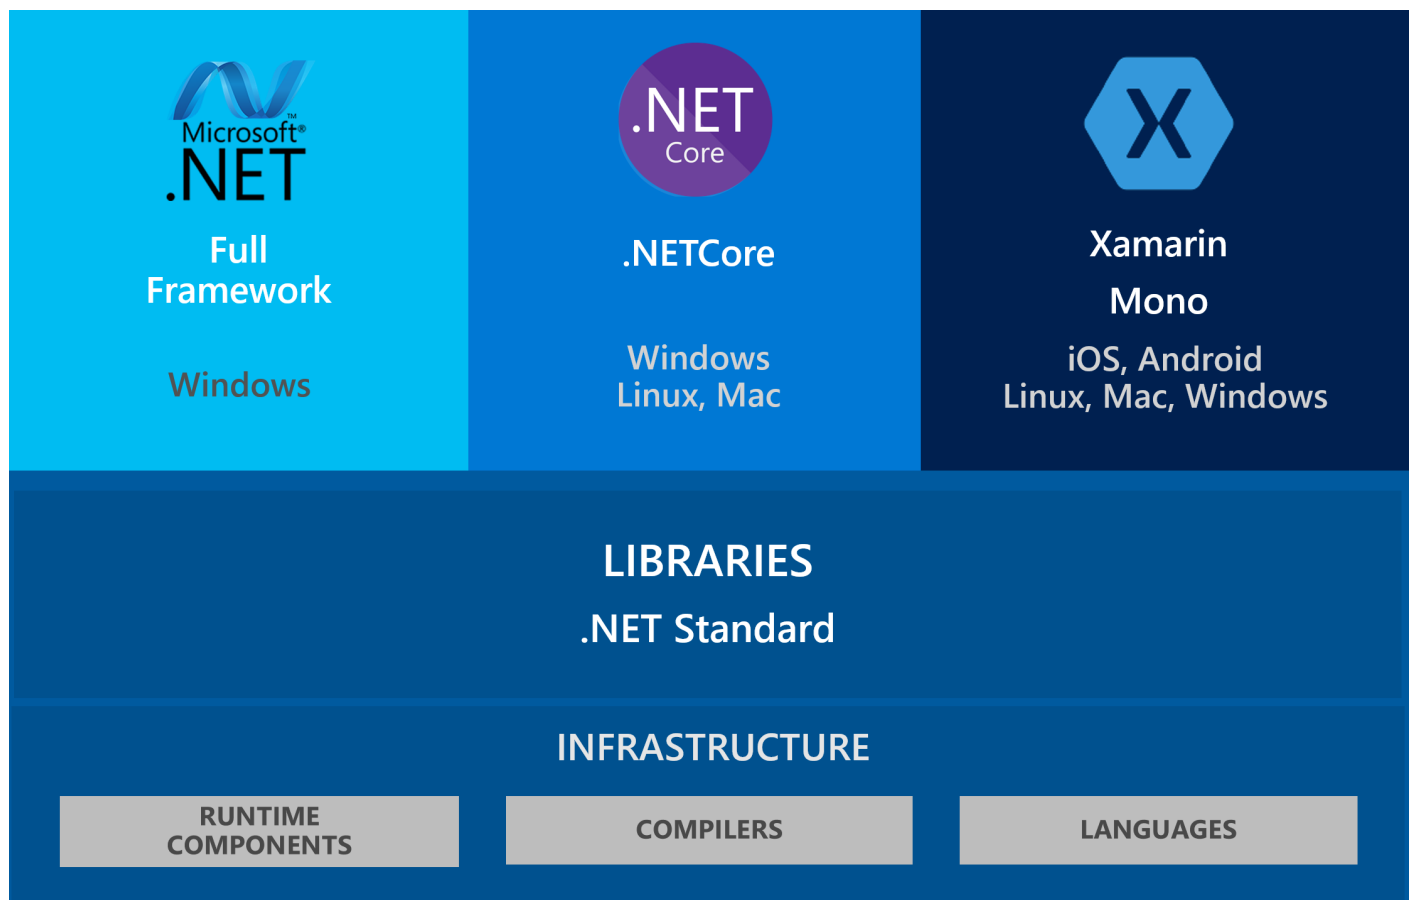 Microsoft®
.NET
™
Full
Framework
Windows
.NET
Core
.NETCore
Windows
Linux, Mac
X
Xamarin
Mono
iOS, Android
Linux, Mac, Windows
LIBRARIES
.NET Standard
INFRASTRUCTURE
RUNTIME
COMPONENTS
COMPILERS
LANGUAGES